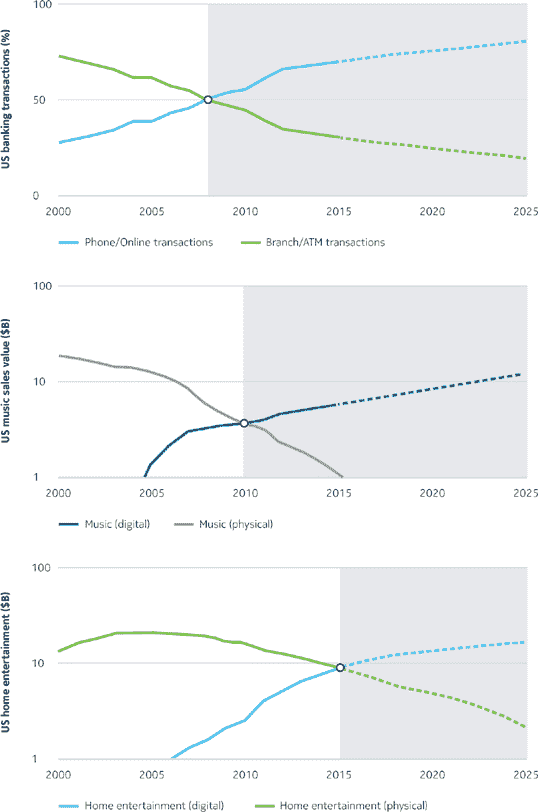 US banking transactions (%)
100
50
0
2000 2005 2010 2015 2020 2025
Phone/Online transactions Branch/ATM transactions
US music sales value ($B)
100
10
1
2000 2005 2010 2015 2020 2025
Music (digital) Music (physical)
US home entertainment ($B)
100
10
1
2000 2005 2010 2015 2020 2025
Home entertainment (digital) Home entertainment (physical)